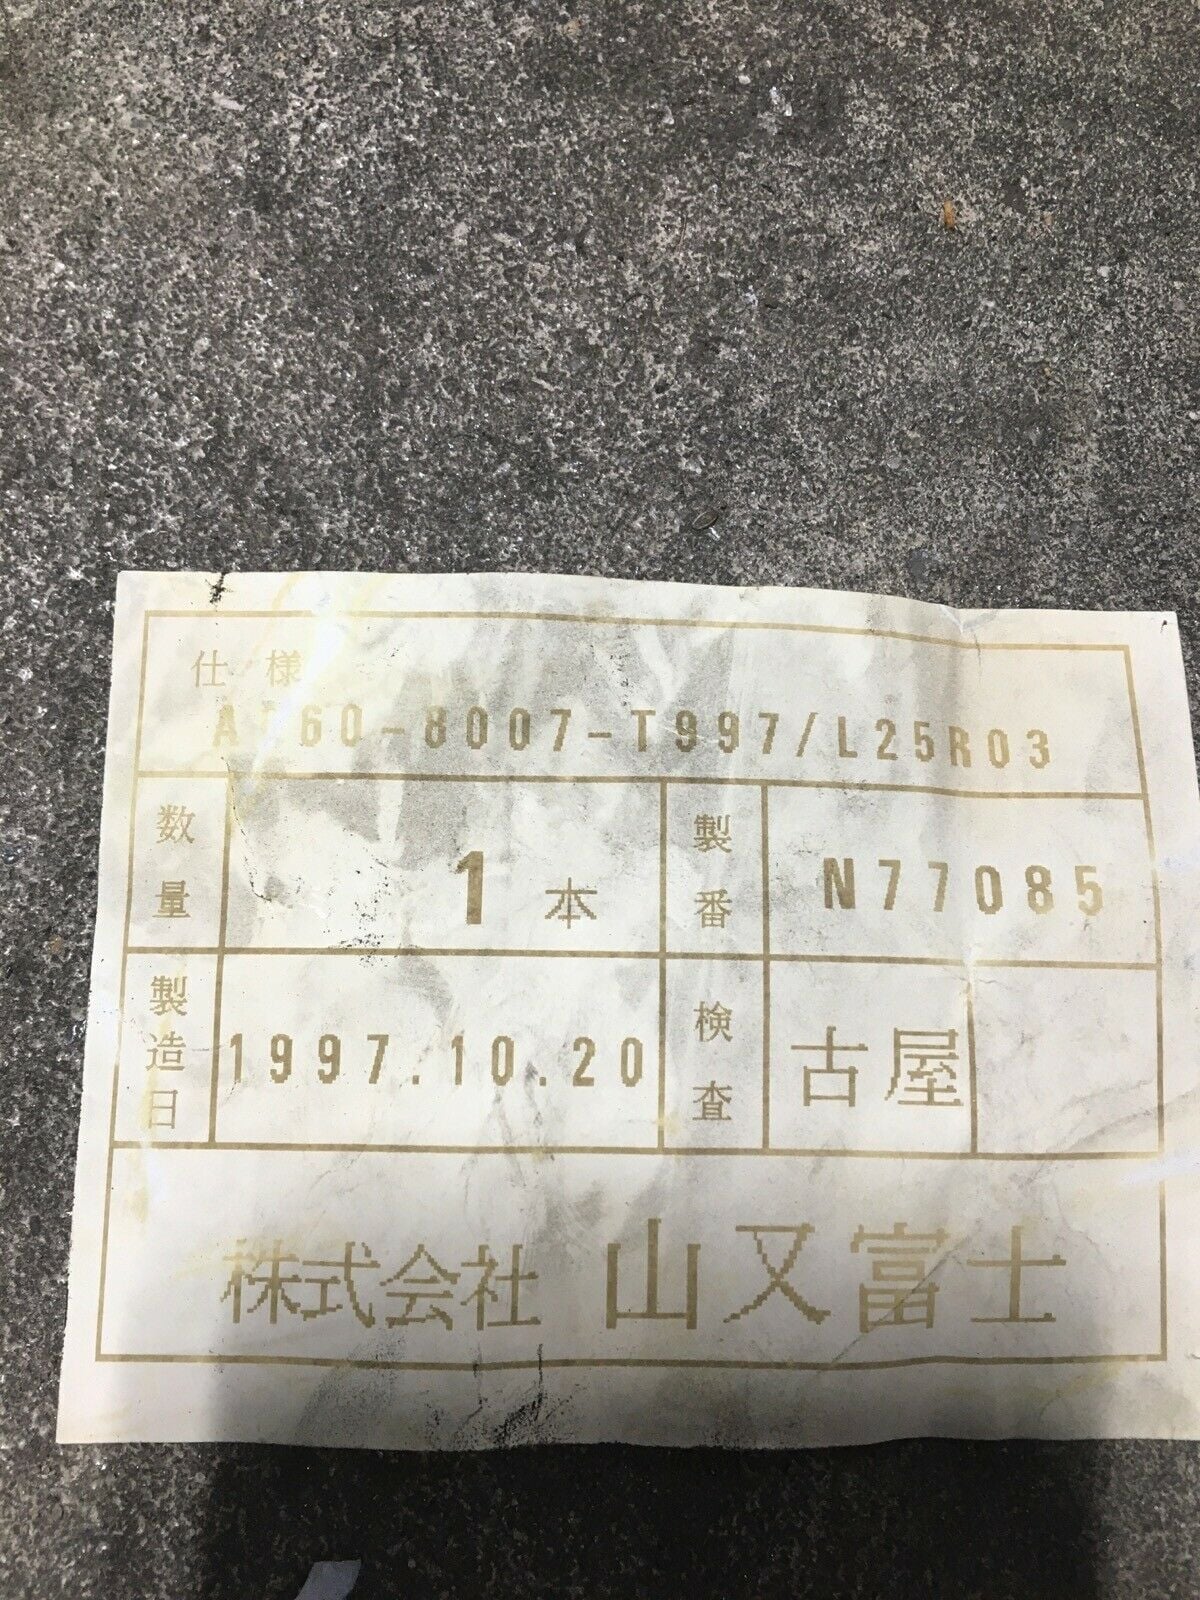 仕様
A660-8007-T997/L25R03
数量 1 本 製番 N77085
製造日 1997.10.20 検査 古屋
株式会社 山又富士